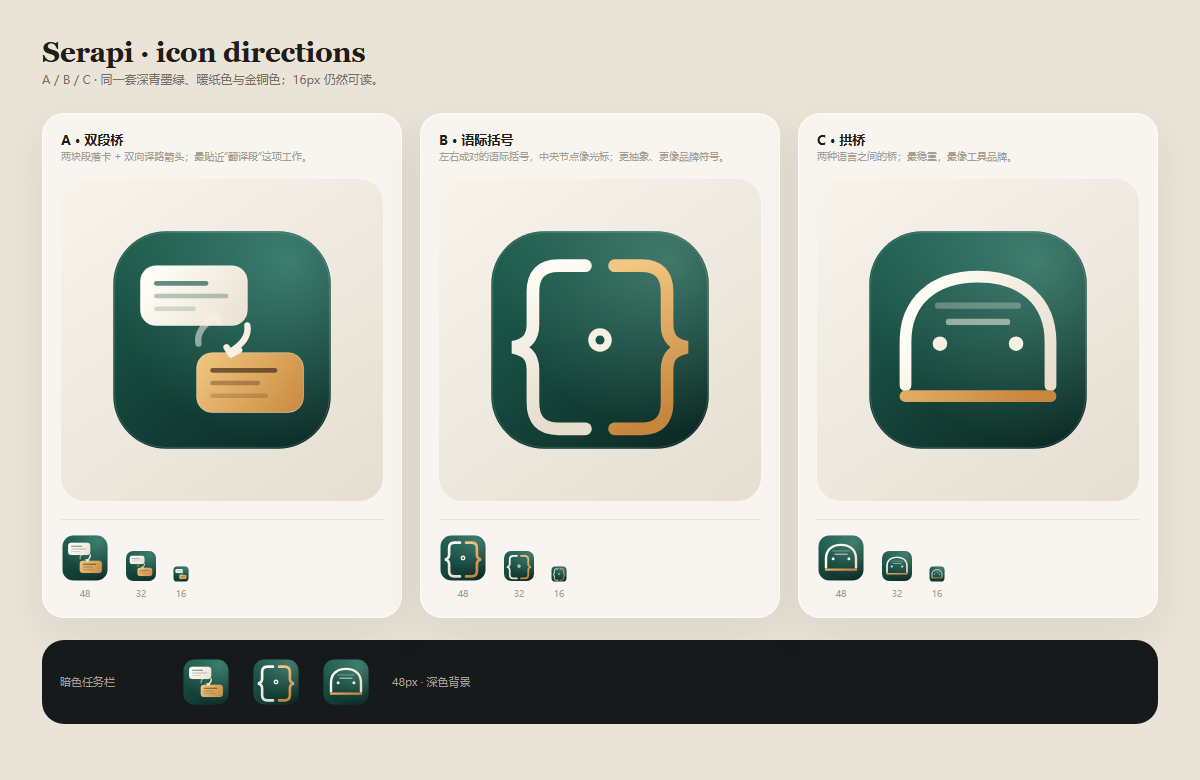 Serapi · icon directions
A / B / C · 同一套深青墨绿、暖纸色与金铜色；16px 仍然可读。
A · 双段桥
两块段落卡 + 双向译路箭头；最贴近“翻译段”这项工作。
B · 语际括号
左右成对的语际括号，中央节点像光标；更抽象、更像品牌符号。
C · 拱桥
两种语言之间的桥；最稳重，最像工具品牌。
48 32 16
48 32 16
48 32 16
暗色任务栏
48px · 深色背景